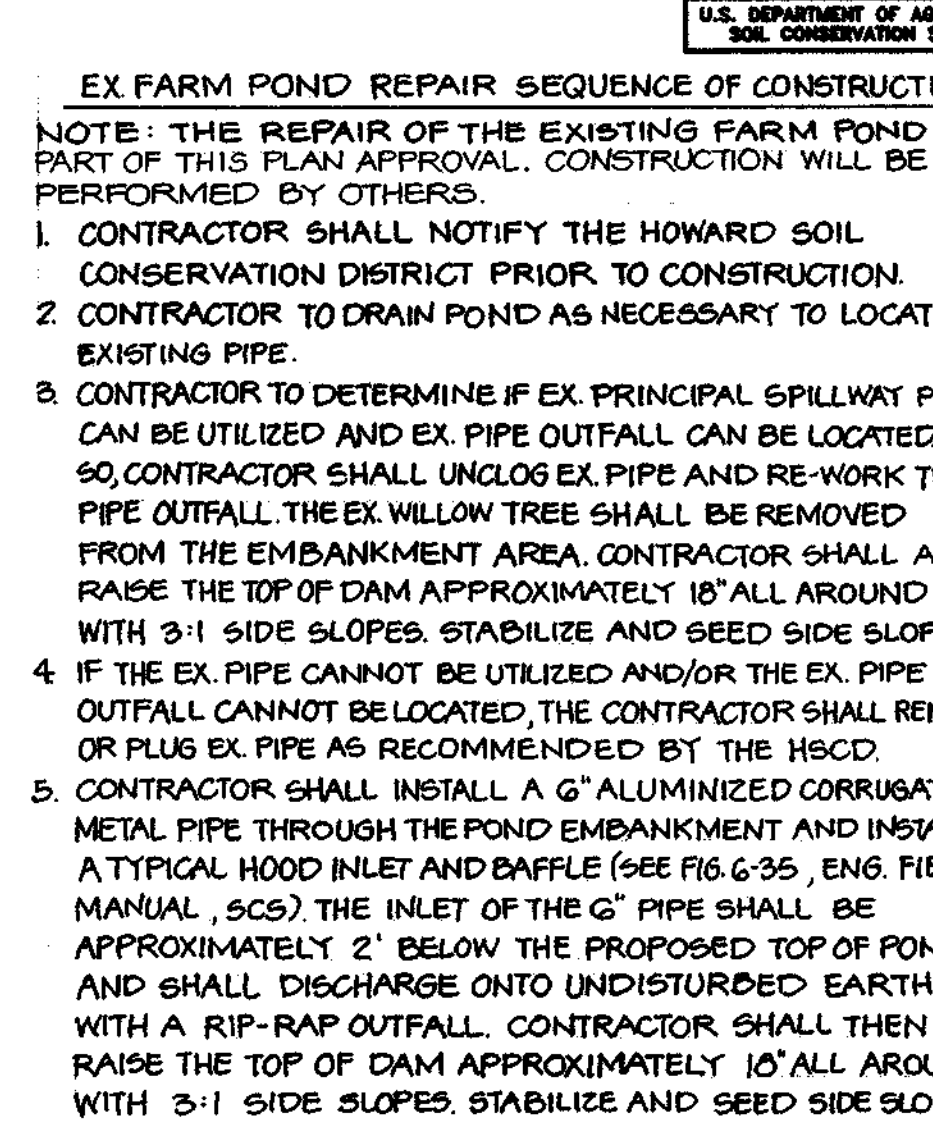 U.S. DEPARTMENT OF AG
SOIL CONSERVATION S
EX. FARM POND REPAIR SEQUENCE OF CONSTRUCTI
NOTE: THE REPAIR OF THE EXISTING FARM POND
PART OF THIS PLAN APPROVAL. CONSTRUCTION WILL BE
PERFORMED BY OTHERS.
1. CONTRACTOR SHALL NOTIFY THE HOWARD SOIL
CONSERVATION DISTRICT PRIOR TO CONSTRUCTION.
2. CONTRACTOR TO DRAIN POND AS NECESSARY TO LOCAT
EXISTING PIPE.
3. CONTRACTOR TO DETERMINE IF EX. PRINCIPAL SPILLWAY P
CAN BE UTILIZED AND EX. PIPE OUTFALL CAN BE LOCATED
SO, CONTRACTOR SHALL UNCLOG EX. PIPE AND RE-WORK T
PIPE OUTFALL. THE EX. WILLOW TREE SHALL BE REMOVED
FROM THE EMBANKMENT AREA. CONTRACTOR SHALL A
RAISE THE TOP OF DAM APPROXIMATELY 18" ALL AROUND
WITH 3:1 SIDE SLOPES. STABILIZE AND SEED SIDE SLOP
4 IF THE EX. PIPE CANNOT BE UTILIZED AND/OR THE EX. PIPE
OUTFALL CANNOT BE LOCATED, THE CONTRACTOR SHALL REM
OR PLUG EX. PIPE AS RECOMMENDED BY THE HSCD.
5. CONTRACTOR SHALL INSTALL A 6" ALUMINIZED CORRUGAT
METAL PIPE THROUGH THE POND EMBANKMENT AND INSTA
A TYPICAL HOOD INLET AND BAFFLE (SEE FIG. 6-35, ENG. FIE
MANUAL, SCS). THE INLET OF THE 6" PIPE SHALL BE
APPROXIMATELY 2' BELOW THE PROPOSED TOP OF PON
AND SHALL DISCHARGE ONTO UNDISTURBED EARTH
WITH A RIP-RAP OUTFALL. CONTRACTOR SHALL THEN
RAISE THE TOP OF DAM APPROXIMATELY 18" ALL AROU
WITH 3:1 SIDE SLOPES. STABILIZE AND SEED SIDE SLO